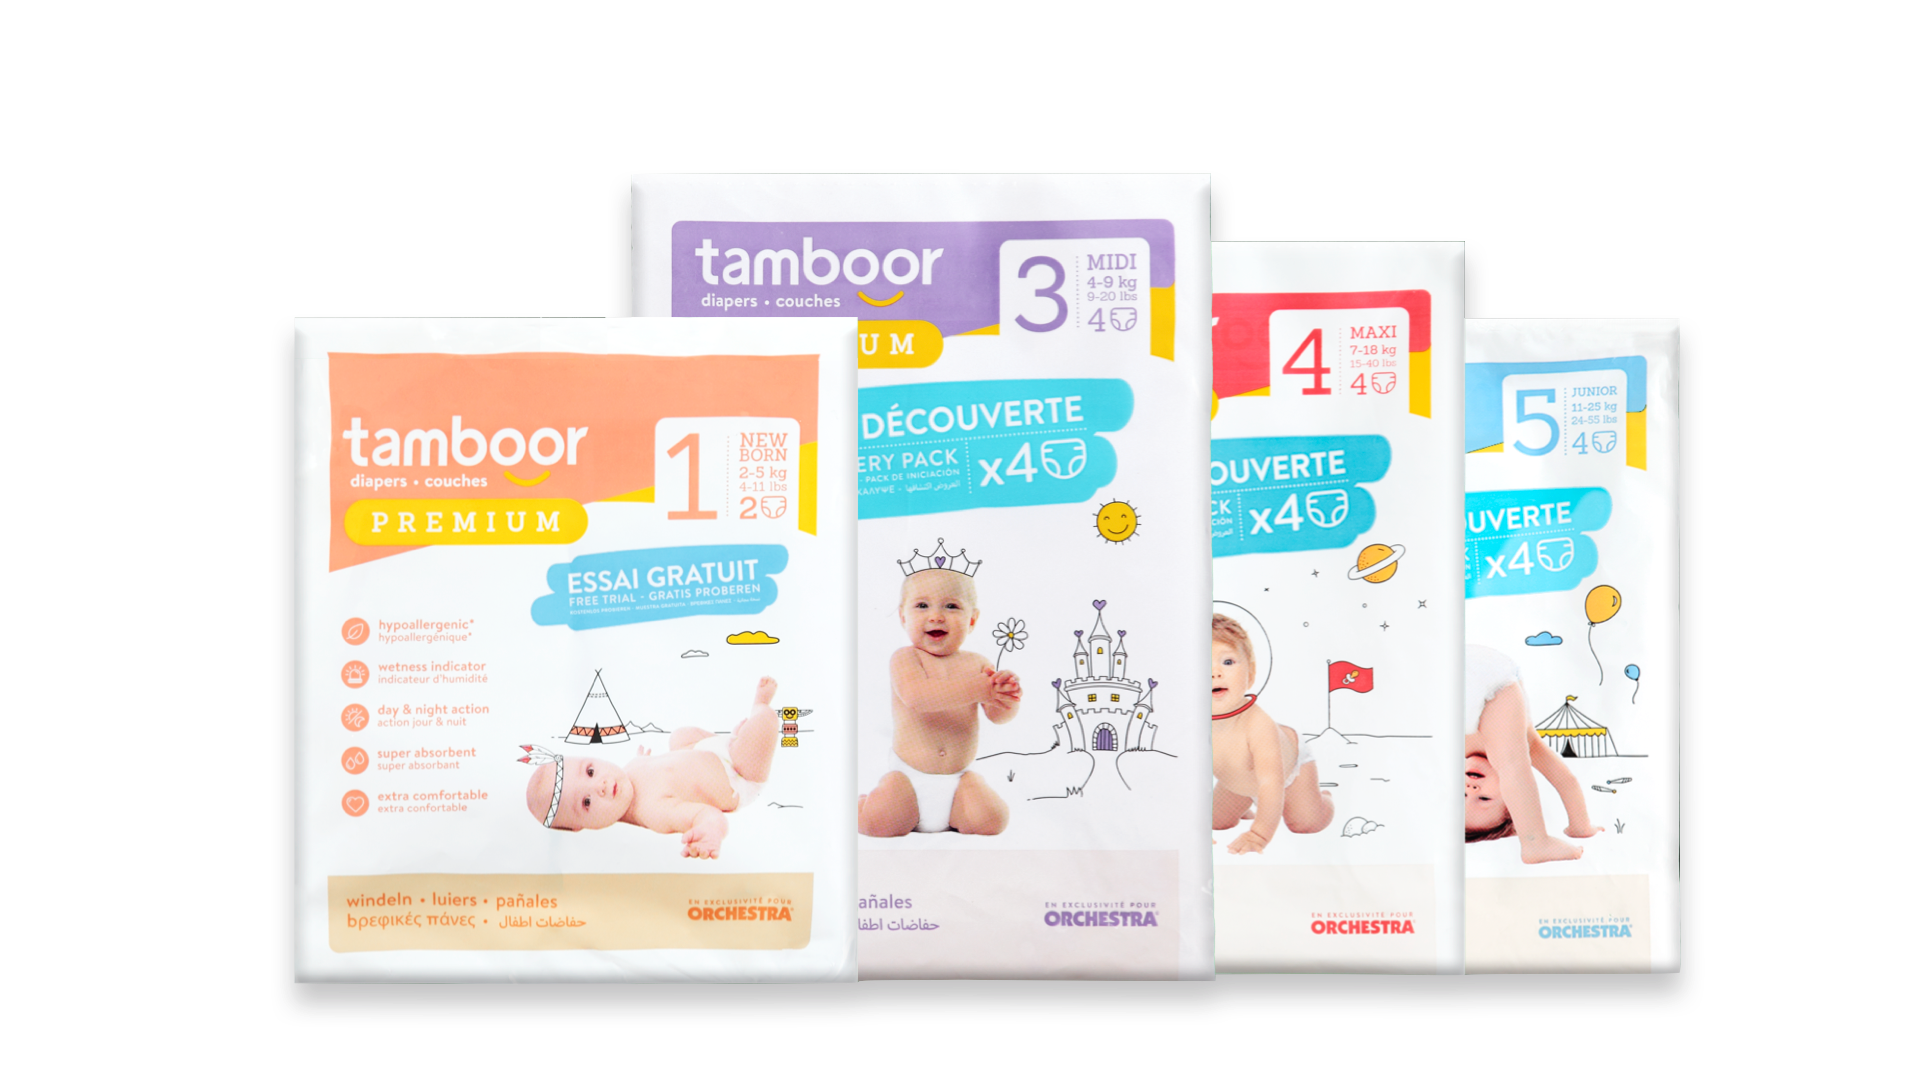 tamboor
diapers • couches
PREMIUM
1
NEW
BORN
2-5 kg
4-11 lbs
2
ESSAI GRATUIT
FREE TRIAL - GRATIS PROBEREN
hypoallergenic*
hypoallergénique*
wetness indicator
indicateur d'humidité
day & night action
action jour & nuit
super absorbent
super absorbant
extra comfortable
extra confortable
windeln • luiers • pañales
βρεφικές πάνες • حفاضات اطفال
EN EXCLUSIVITÉ POUR
ORCHESTRA
tamboor
diapers • couches
3
MIDI
4-9 kg
9-20 lbs
4
UM
DÉCOUVERTE
ERY PACK
- PACK DE INICIACIÓN
x4
añales
حفاضات اطفا
EN EXCLUSIVITÉ POUR
ORCHESTRA
4
MAXI
7-18 kg
15-40 lbs
4
OUVERTE
CK
x4
EN EXCLUSIVITÉ POUR
ORCHESTRA
5
JUNIOR
11-25 kg
24-55 lbs
4
OUVERTE
x4
EN EXCLUSIVITÉ POUR
ORCHESTRA